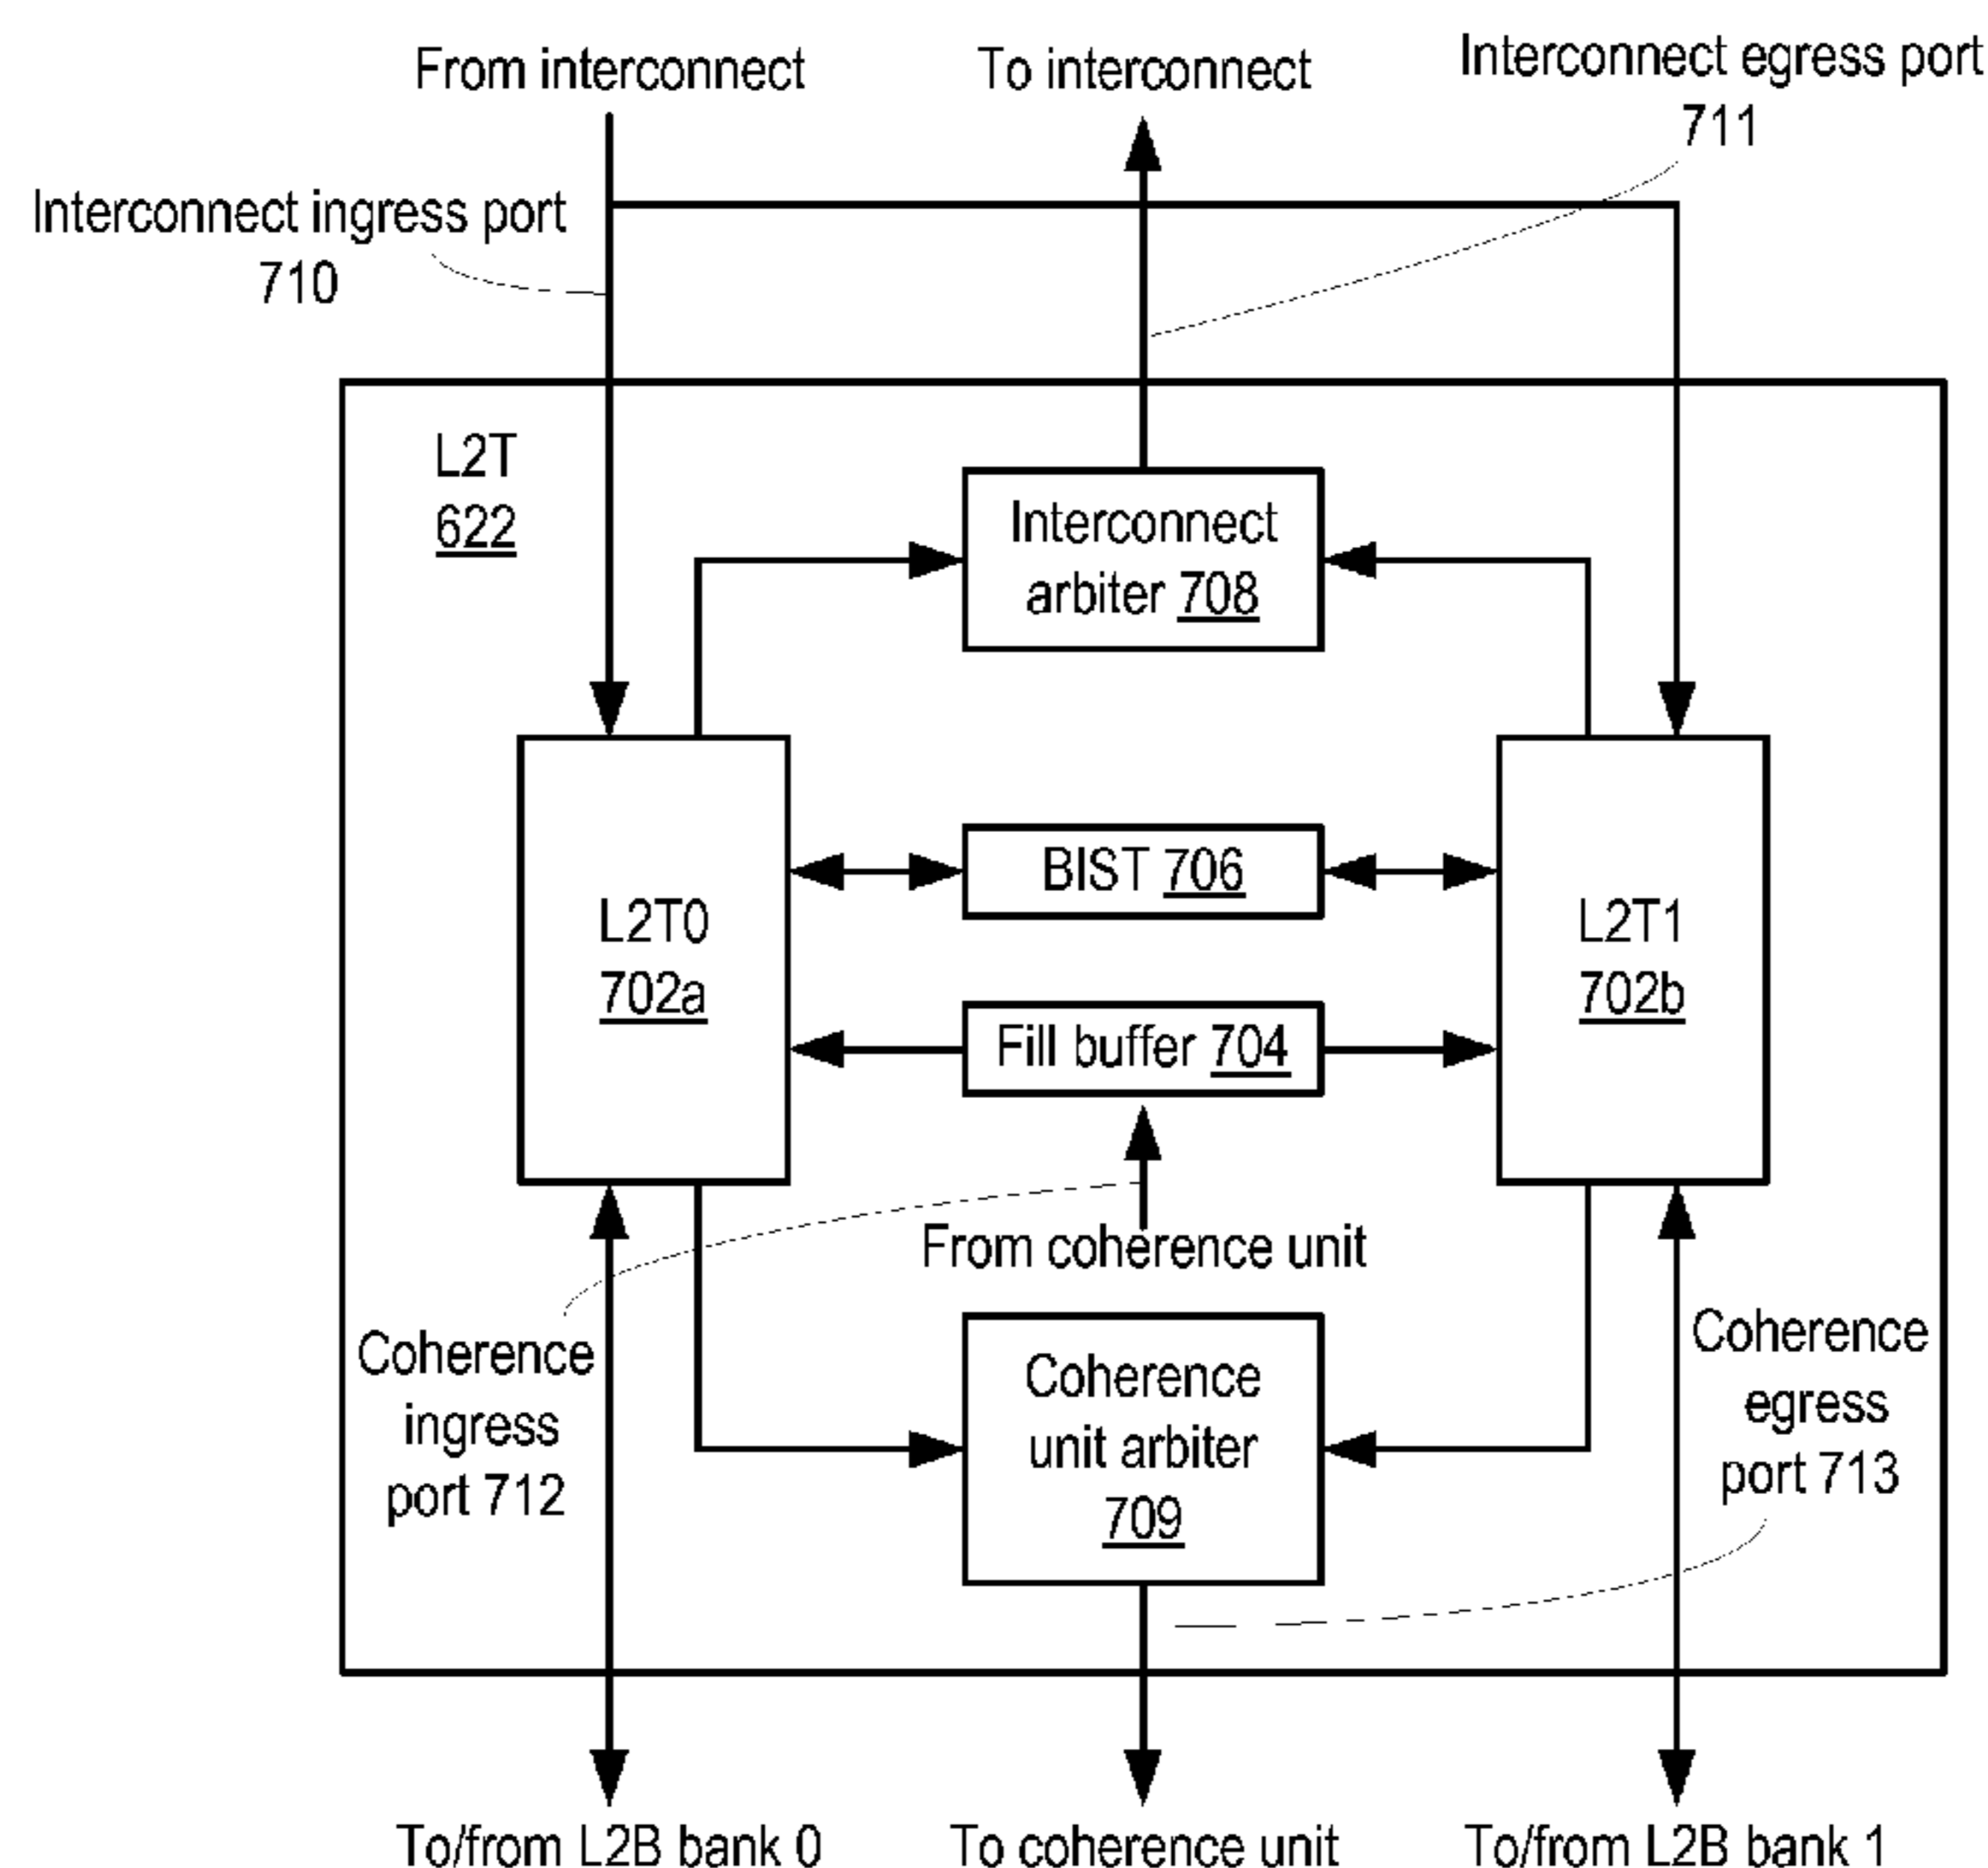 From interconnect
To interconnect
Interconnect egress port
711
Interconnect ingress port
710
L2T
622
Interconnect
arbiter 708
BIST 706
L2T0
702a
L2T1
702b
Fill buffer 704
From coherence unit
Coherence
ingress
port 712
Coherence
unit arbiter
709
Coherence
egress
port 713
To/from L2B bank 0
To coherence unit
To/from L2B bank 1